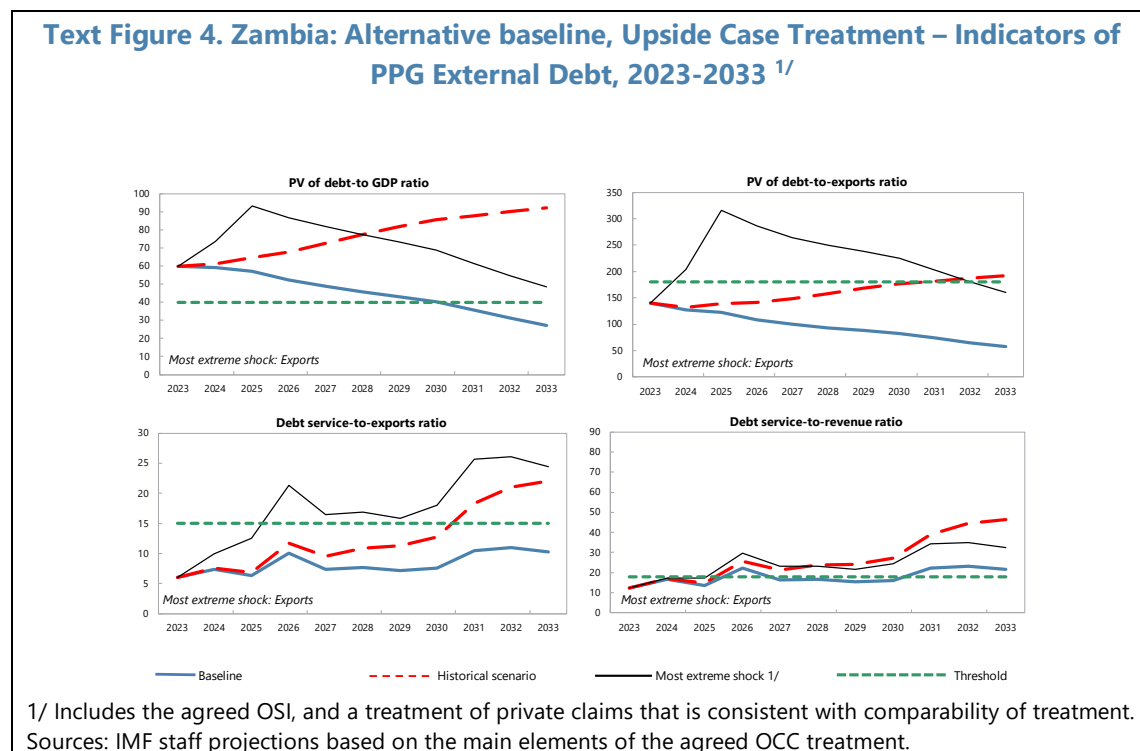 Text Figure 4. Zambia: Alternative baseline, Upside Case Treatment – Indicators of
PPG External Debt, 2023-2033 1/
PV of debt-to GDP ratio
100
90
80
70
60
50
40
30
20
10
0
Most extreme shock: Exports
2023 2024 2025 2026 2027 2028 2029 2030 2031 2032 2033
PV of debt-to-exports ratio
350
300
250
200
150
100
50
0
Most extreme shock: Exports
2023 2024 2025 2026 2027 2028 2029 2030 2031 2032 2033
Debt service-to-exports ratio
30
25
20
15
10
5
0
Most extreme shock: Exports
2023 2024 2025 2026 2027 2028 2029 2030 2031 2032 2033
Debt service-to-revenue ratio
90
80
70
60
50
40
30
20
10
0
Most extreme shock: Exports
2023 2024 2025 2026 2027 2028 2029 2030 2031 2032 2033
Baseline Historical scenario Most extreme shock 1/ Threshold
1/ Includes the agreed OSI, and a treatment of private claims that is consistent with comparability of treatment.
Sources: IMF staff projections based on the main elements of the agreed OCC treatment.